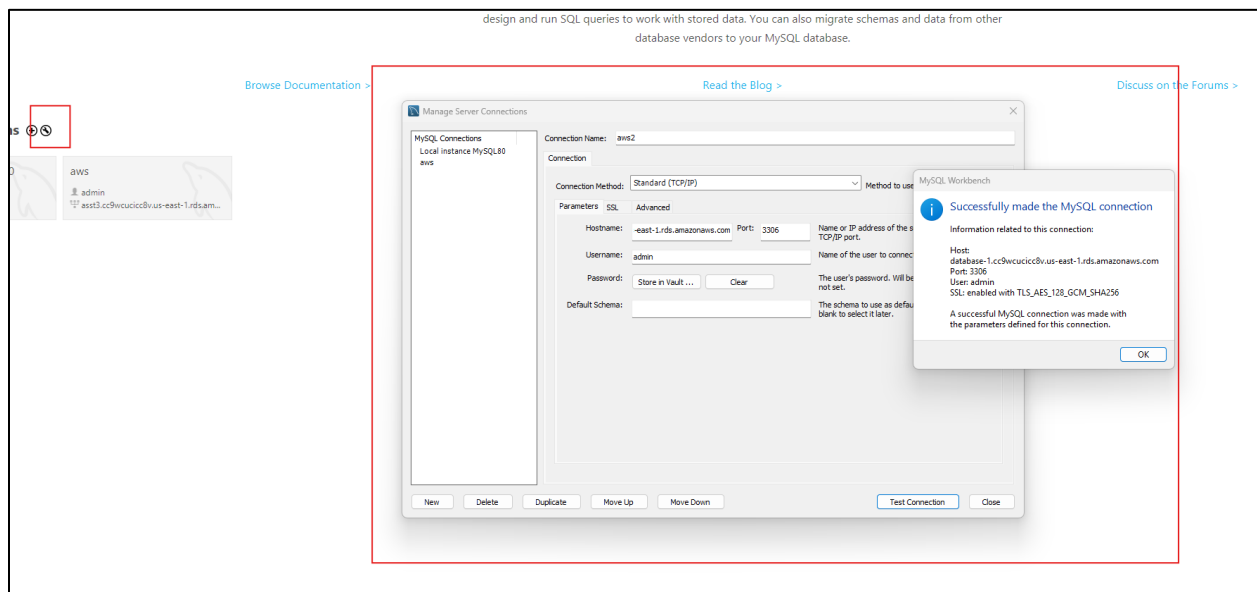 design and run SQL queries to work with stored data. You can also migrate schemas and data from other
database vendors to your MySQL database.
Browse Documentation >
Read the Blog >
Discuss on the Forums >
aws
admin
asst3.cc9wcucicc8v.us-east-1.rds.am...
Manage Server Connections
MySQL Connections
Local instance MySQL80
aws
Connection Name: aws2
Connection
Connection Method: Standard (TCP/IP) Method to use
Parameters SSL Advanced
Hostname: -east-1.rds.amazonaws.com Port: 3306 Name or IP address of the s
TCP/IP port.
Username: admin Name of the user to connec
Password: Store in Vault ... Clear The user's password. Will be
not set.
Default Schema: The schema to use as defau
blank to select it later.
New Delete Duplicate Move Up Move Down Test Connection Close
MySQL Workbench
Successfully made the MySQL connection
Information related to this connection:
Host:
database-1.cc9wcucicc8v.us-east-1.rds.amazonaws.com
Port: 3306
User: admin
SSL: enabled with TLS_AES_128_GCM_SHA256
A successful MySQL connection was made with
the parameters defined for this connection.
OK